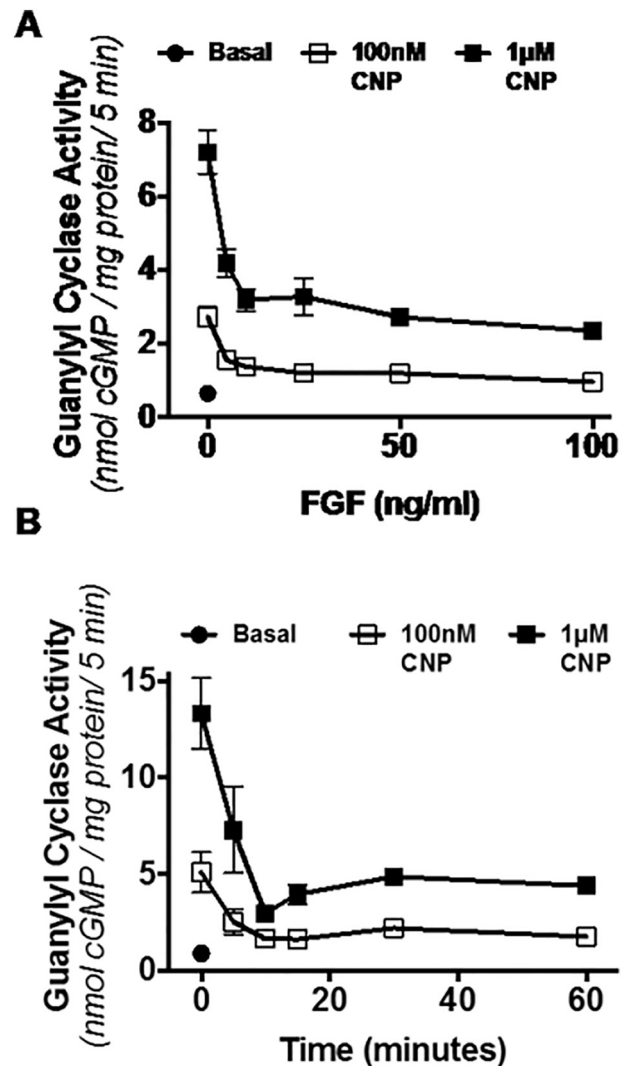 A
Basal
100nM
CNP
1µM
CNP
Guanylyl Cyclase Activity
(nmol cGMP / mg protein/ 5 min)
8
6
4
2
0
0
50
100
FGF (ng/ml)
B
Basal
100nM
CNP
1µM
CNP
Guanylyl Cyclase Activity
(nmol cGMP / mg protein/ 5 min)
15
10
5
0
0
20
40
60
Time (minutes)